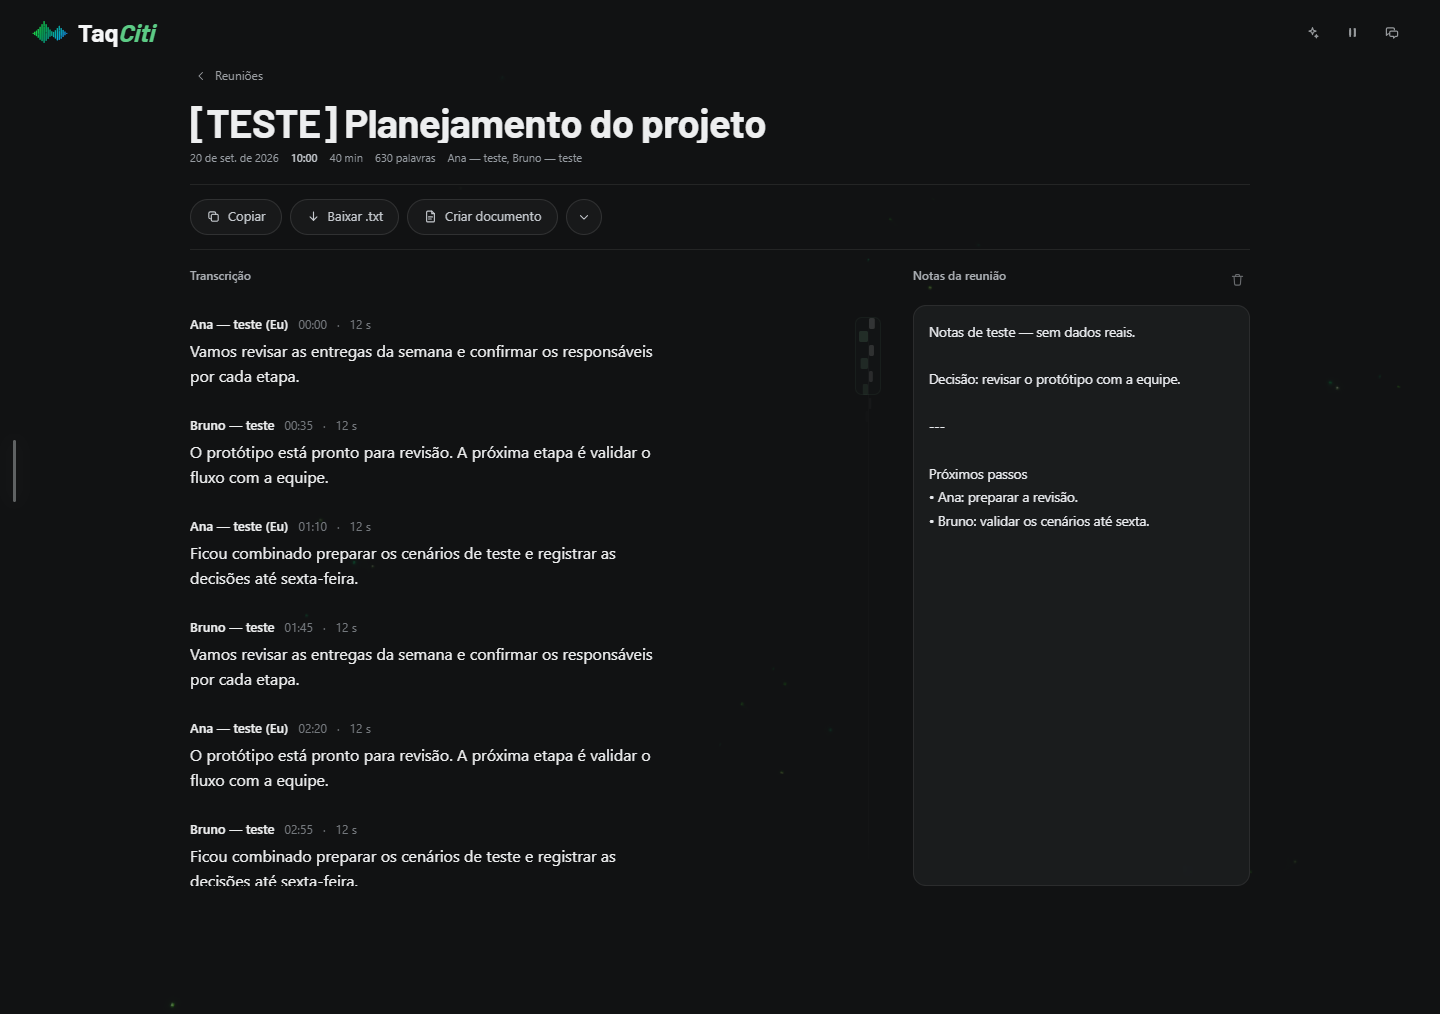 TaqCiti
Reuniões
[TESTE] Planejamento do projeto
20 de set. de 2026 10:00 40 min 630 palavras Ana — teste, Bruno — teste
Copiar
Baixar .txt
Criar documento
Transcrição
Ana — teste (Eu) 00:00 · 12 s
Vamos revisar as entregas da semana e confirmar os responsáveis
por cada etapa.
Bruno — teste 00:35 · 12 s
O protótipo está pronto para revisão. A próxima etapa é validar o
fluxo com a equipe.
Ana — teste (Eu) 01:10 · 12 s
Ficou combinado preparar os cenários de teste e registrar as
decisões até sexta-feira.
Bruno — teste 01:45 · 12 s
Vamos revisar as entregas da semana e confirmar os responsáveis
por cada etapa.
Ana — teste (Eu) 02:20 · 12 s
O protótipo está pronto para revisão. A próxima etapa é validar o
fluxo com a equipe.
Bruno — teste 02:55 · 12 s
Ficou combinado preparar os cenários de teste e registrar as
decisões até sexta-feira.
Notas da reunião
Notas de teste — sem dados reais.
Decisão: revisar o protótipo com a equipe.
---
Próximos passos
• Ana: preparar a revisão.
• Bruno: validar os cenários até sexta.